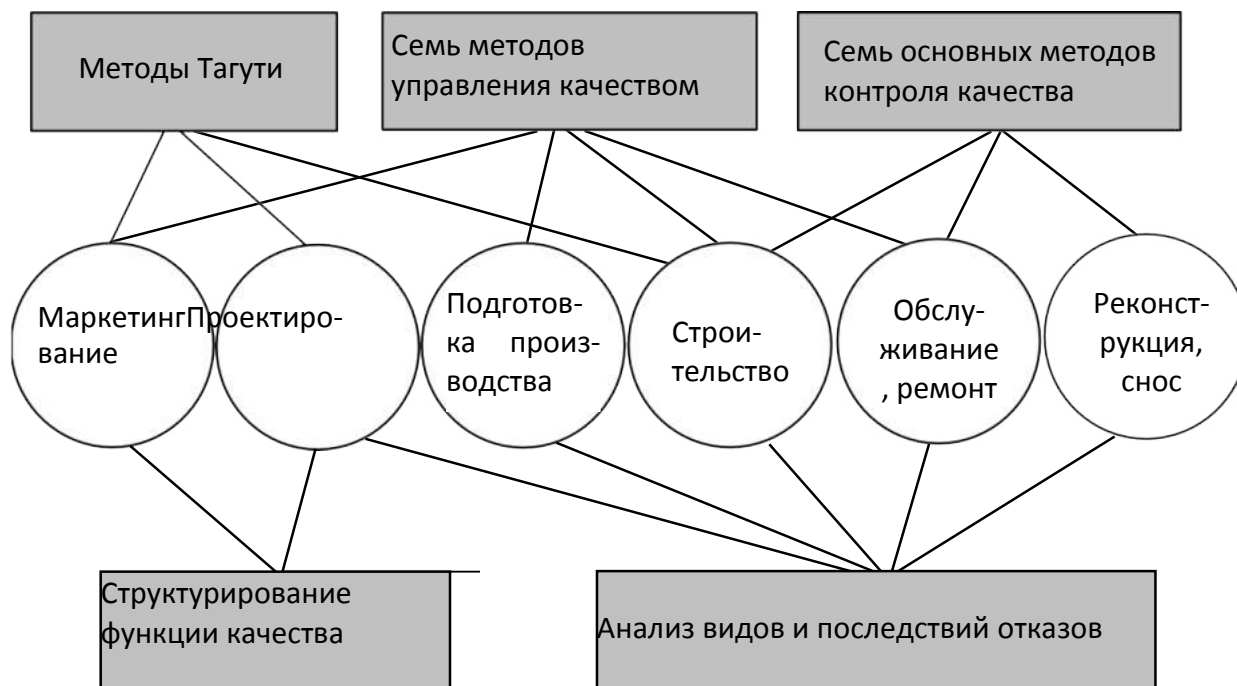 Методы Тагути
Семь методов
управления качеством
Семь основных методов
контроля качества
МаркетингПроектиро-
вание
Подготов-
ка произ-
водства
Строи-
тельство
Обслу-
живание
, ремонт
Реконст-
рукция,
снос
Структурирование
функции качества
Анализ видов и последствий отказов